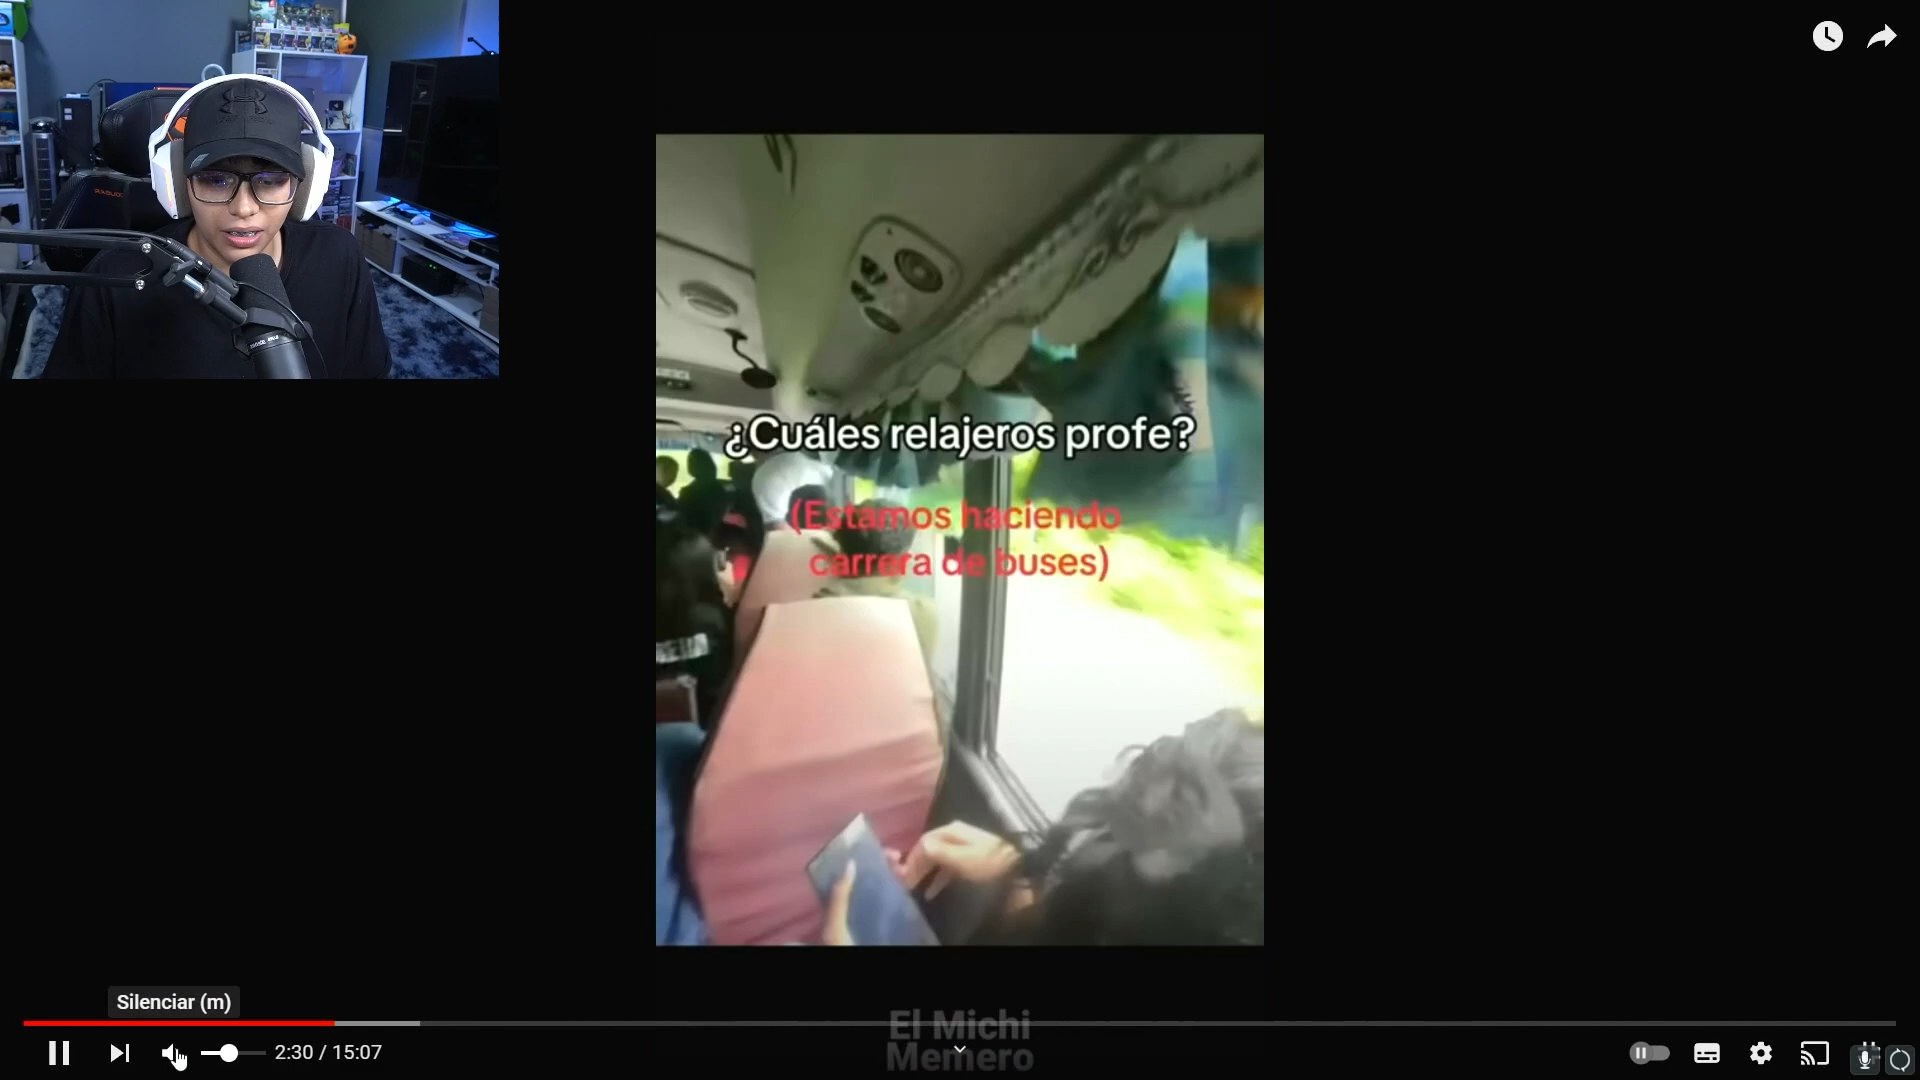 ¿Cuáles relajeros profe?
(Estamos haciendo
carrera de buses)
Silenciar (m)
El Michi
Memero
2:30 / 15:07